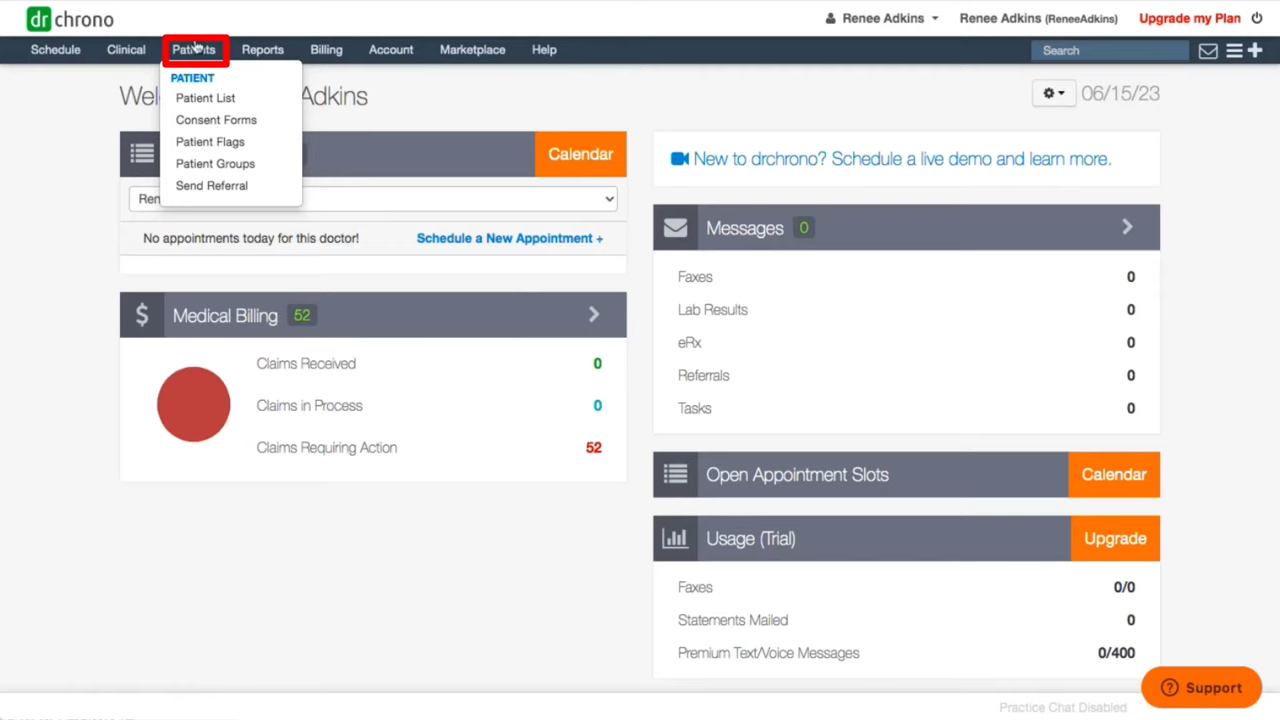 dr chrono
Renee Adkins
Renee Adkins (ReneeAdkins)
Upgrade my Plan
Schedule
Clinical
Patients
Reports
Billing
Account
Marketplace
Help
Search
PATIENT
Patient List
Consent Forms
Patient Flags
Patient Groups
Send Referral
Adkins
06/15/23
Calendar
No appointments today for this doctor!
Schedule a New Appointment +
Medical Billing 52
Claims Received 0
Claims in Process 0
Claims Requiring Action 52
New to drchrono? Schedule a live demo and learn more.
Messages 0
Faxes 0
Lab Results 0
eRx 0
Referrals 0
Tasks 0
Open Appointment Slots
Calendar
Usage (Trial)
Upgrade
Faxes 0/0
Statements Mailed 0
Premium Text/Voice Messages 0/400
Support
Practice Chat Disabled